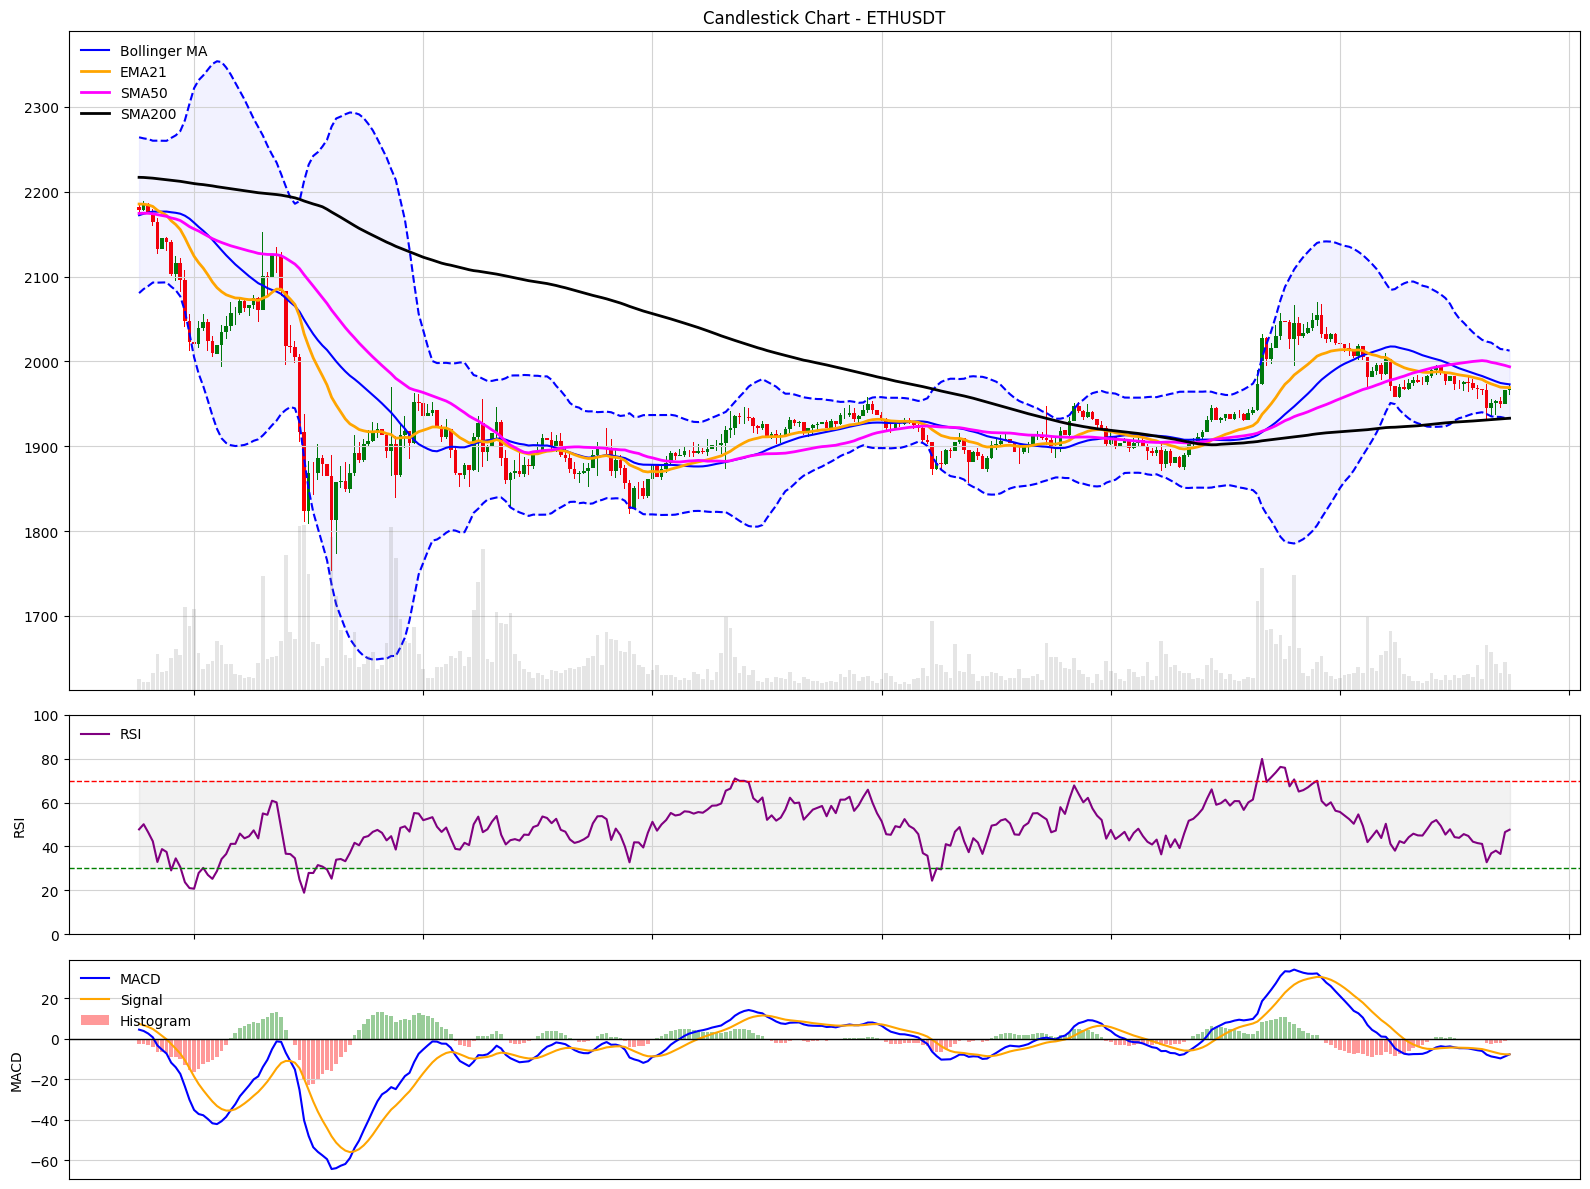 Candlestick Chart - ETHUSDT
Bollinger MA
EMA21
SMA50
SMA200
2300
2200
2100
2000
1900
1800
1700
RSI
100
80
60
40
20
0
RSI
MACD
Signal
Histogram
20
0
−20
−40
−60
MACD